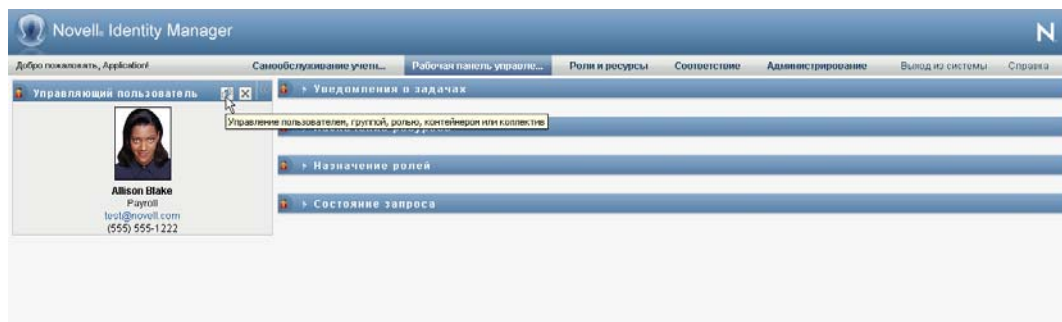 Novell. Identity Manager
N
Добро пожаловать, Application!
Самообслуживание учетн...
Рабочая панель управле...
Роли и ресурсы
Соответствие
Администрирование
Выход из системы
Справка
Управляющий пользователь
Уведомления о задачах
Управление пользователем, группой, ролью, контейнером или коллектив
Назначение ролей
Allison Blake
Payroll
Состояние запроса
test@novell.com
(555) 555-1222